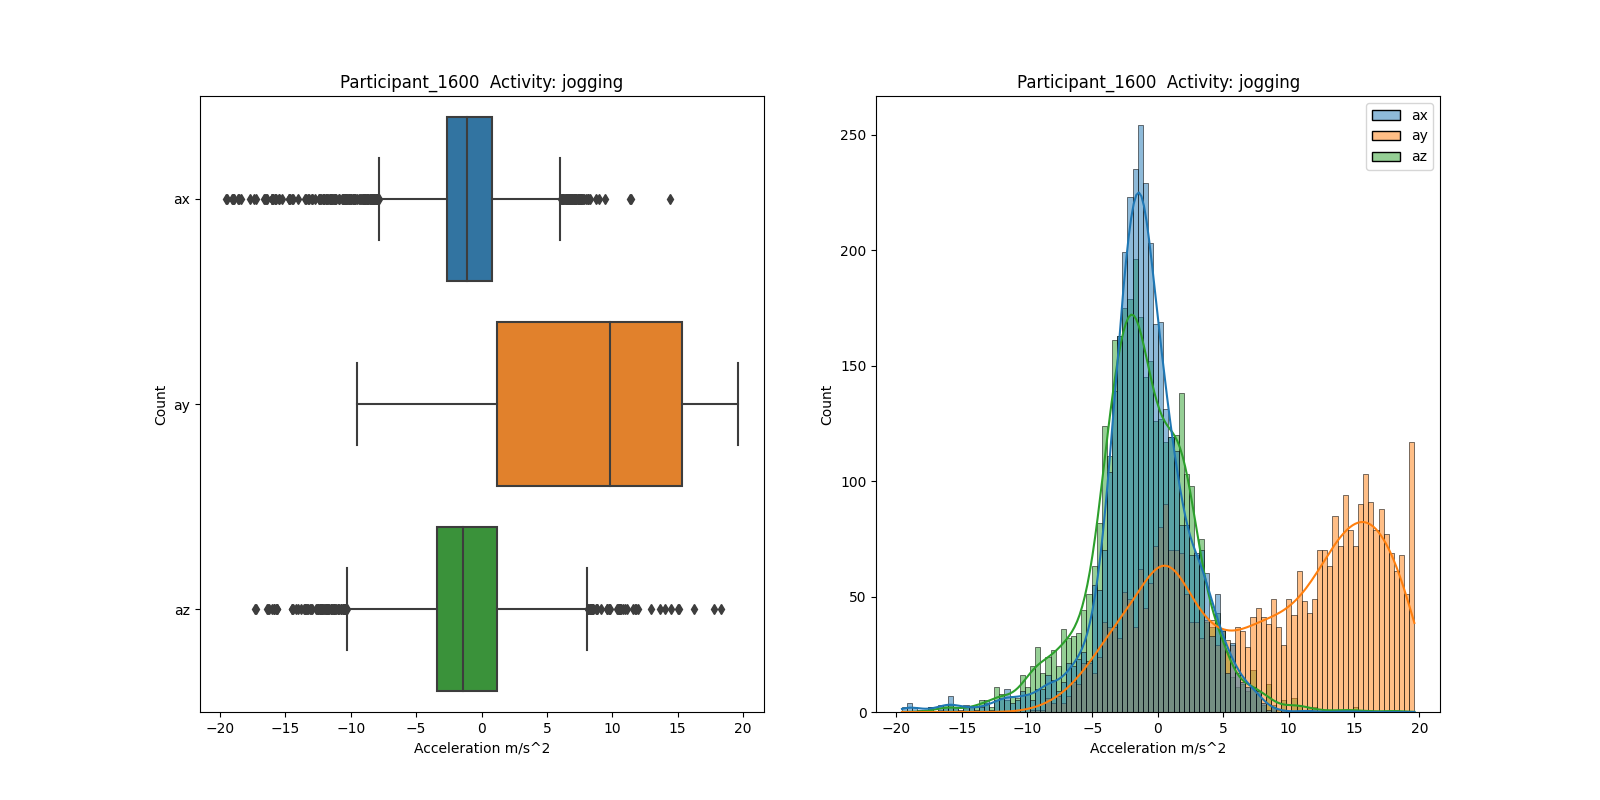 Participant_1600  Activity: jogging
ax
ay
az
Count
−20 −15 −10 −5 0 5 10 15 20
Acceleration m/s^2
Participant_1600  Activity: jogging
ax
ay
az
250
200
150
100
50
0
Count
−20 −15 −10 −5 0 5 10 15 20
Acceleration m/s^2